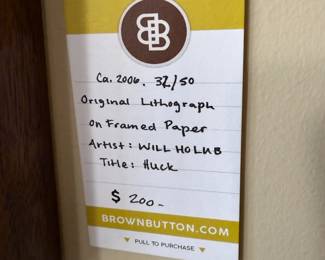 BB
Ca. 2006. 32/50
Original Lithograph
on Framed Paper
Artist: WILL HOLUB
Title: Huck
$ 200-
BROWNBUTTON.COM
PULL TO PURCHASE